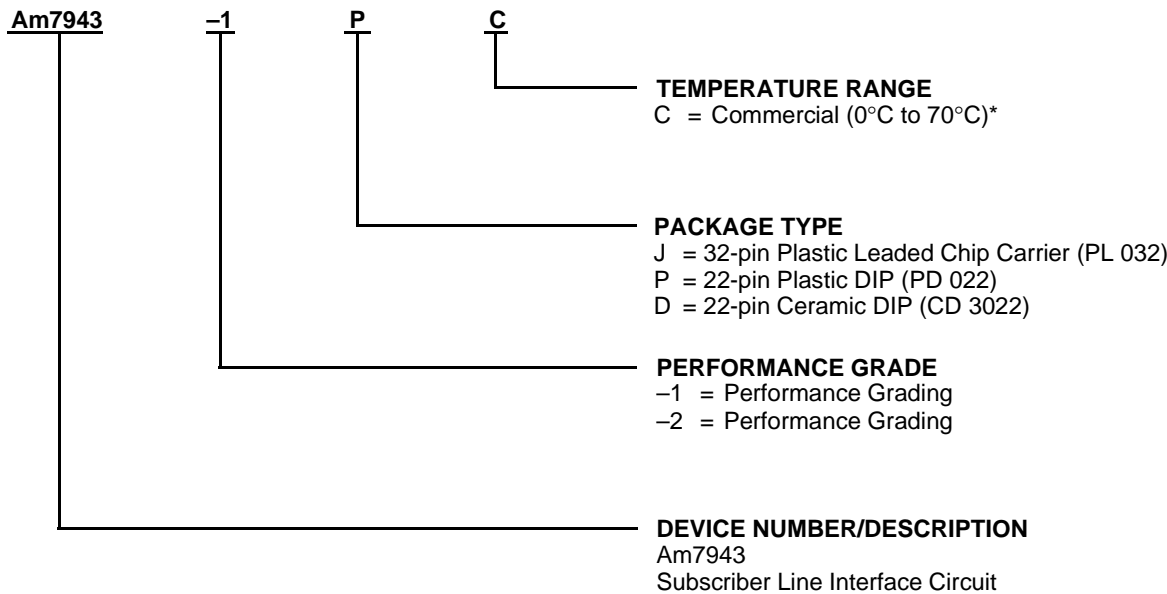 Am7943 –1 P C
TEMPERATURE RANGE
C = Commercial (0°C to 70°C)*
PACKAGE TYPE
J = 32-pin Plastic Leaded Chip Carrier (PL 032)
P = 22-pin Plastic DIP (PD 022)
D = 22-pin Ceramic DIP (CD 3022)
PERFORMANCE GRADE
–1 = Performance Grading
–2 = Performance Grading
DEVICE NUMBER/DESCRIPTION
Am7943
Subscriber Line Interface Circuit